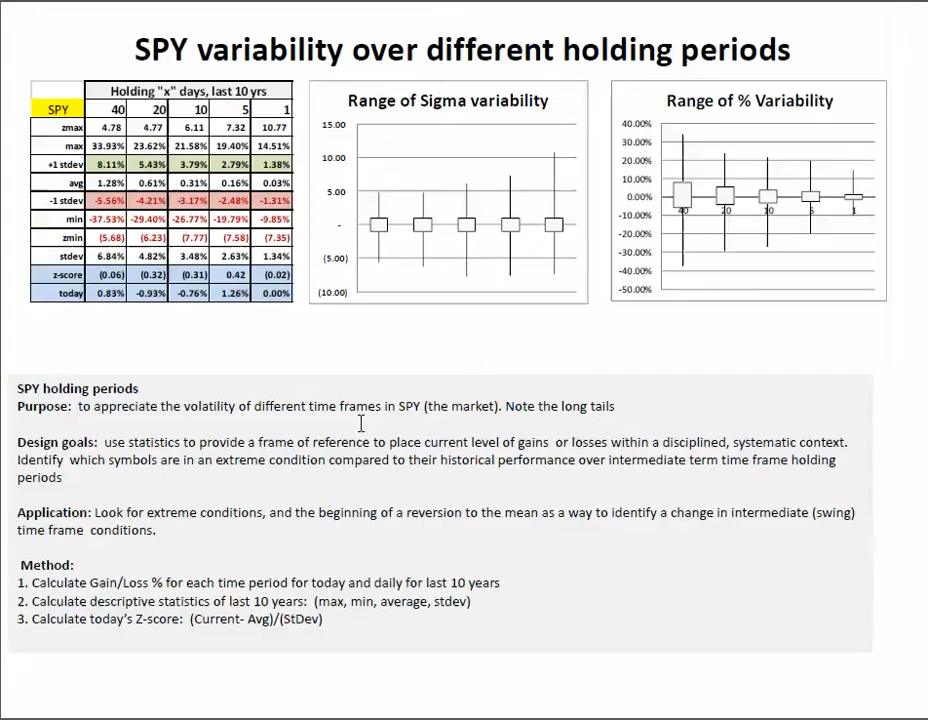 SPY variability over different holding periods
Holding "x" days, last 10 yrs
SPY 40 20 10 5 1
zmax 4.78 4.77 6.11 7.32 10.77
max 33.93% 23.62% 21.58% 19.40% 14.51%
+1 stdev 8.11% 5.43% 3.79% 2.79% 1.38%
avg 1.28% 0.61% 0.31% 0.16% 0.03%
-1 stdev -5.56% -4.21% -3.17% -2.48% -1.31%
min -37.53% -29.40% -26.77% -19.79% -9.85%
zmin (5.68) (6.23) (7.77) (7.58) (7.35)
stdev 6.84% 4.82% 3.48% 2.63% 1.34%
z-score (0.06) (0.32) (0.31) 0.42 (0.02)
today 0.83% -0.93% -0.76% 1.26% 0.00%
Range of Sigma variability
15.00
10.00
5.00
-
(5.00)
(10.00)
Range of % Variability
40.00%
30.00%
20.00%
10.00%
0.00%
-10.00%
-20.00%
-30.00%
-40.00%
-50.00%
40 20 10 5 1
SPY holding periods
Purpose: to appreciate the volatility of different time frames in SPY (the market). Note the long tails
Design goals: use statistics to provide a frame of reference to place current level of gains or losses within a disciplined, systematic context.
Identify which symbols are in an extreme condition compared to their historical performance over intermediate term time frame holding
periods
Application: Look for extreme conditions, and the beginning of a reversion to the mean as a way to identify a change in intermediate (swing)
time frame conditions.
Method:
1. Calculate Gain/Loss % for each time period for today and daily for last 10 years
2. Calculate descriptive statistics of last 10 years: (max, min, average, stdev)
3. Calculate today's Z-score: (Current- Avg)/(StDev)